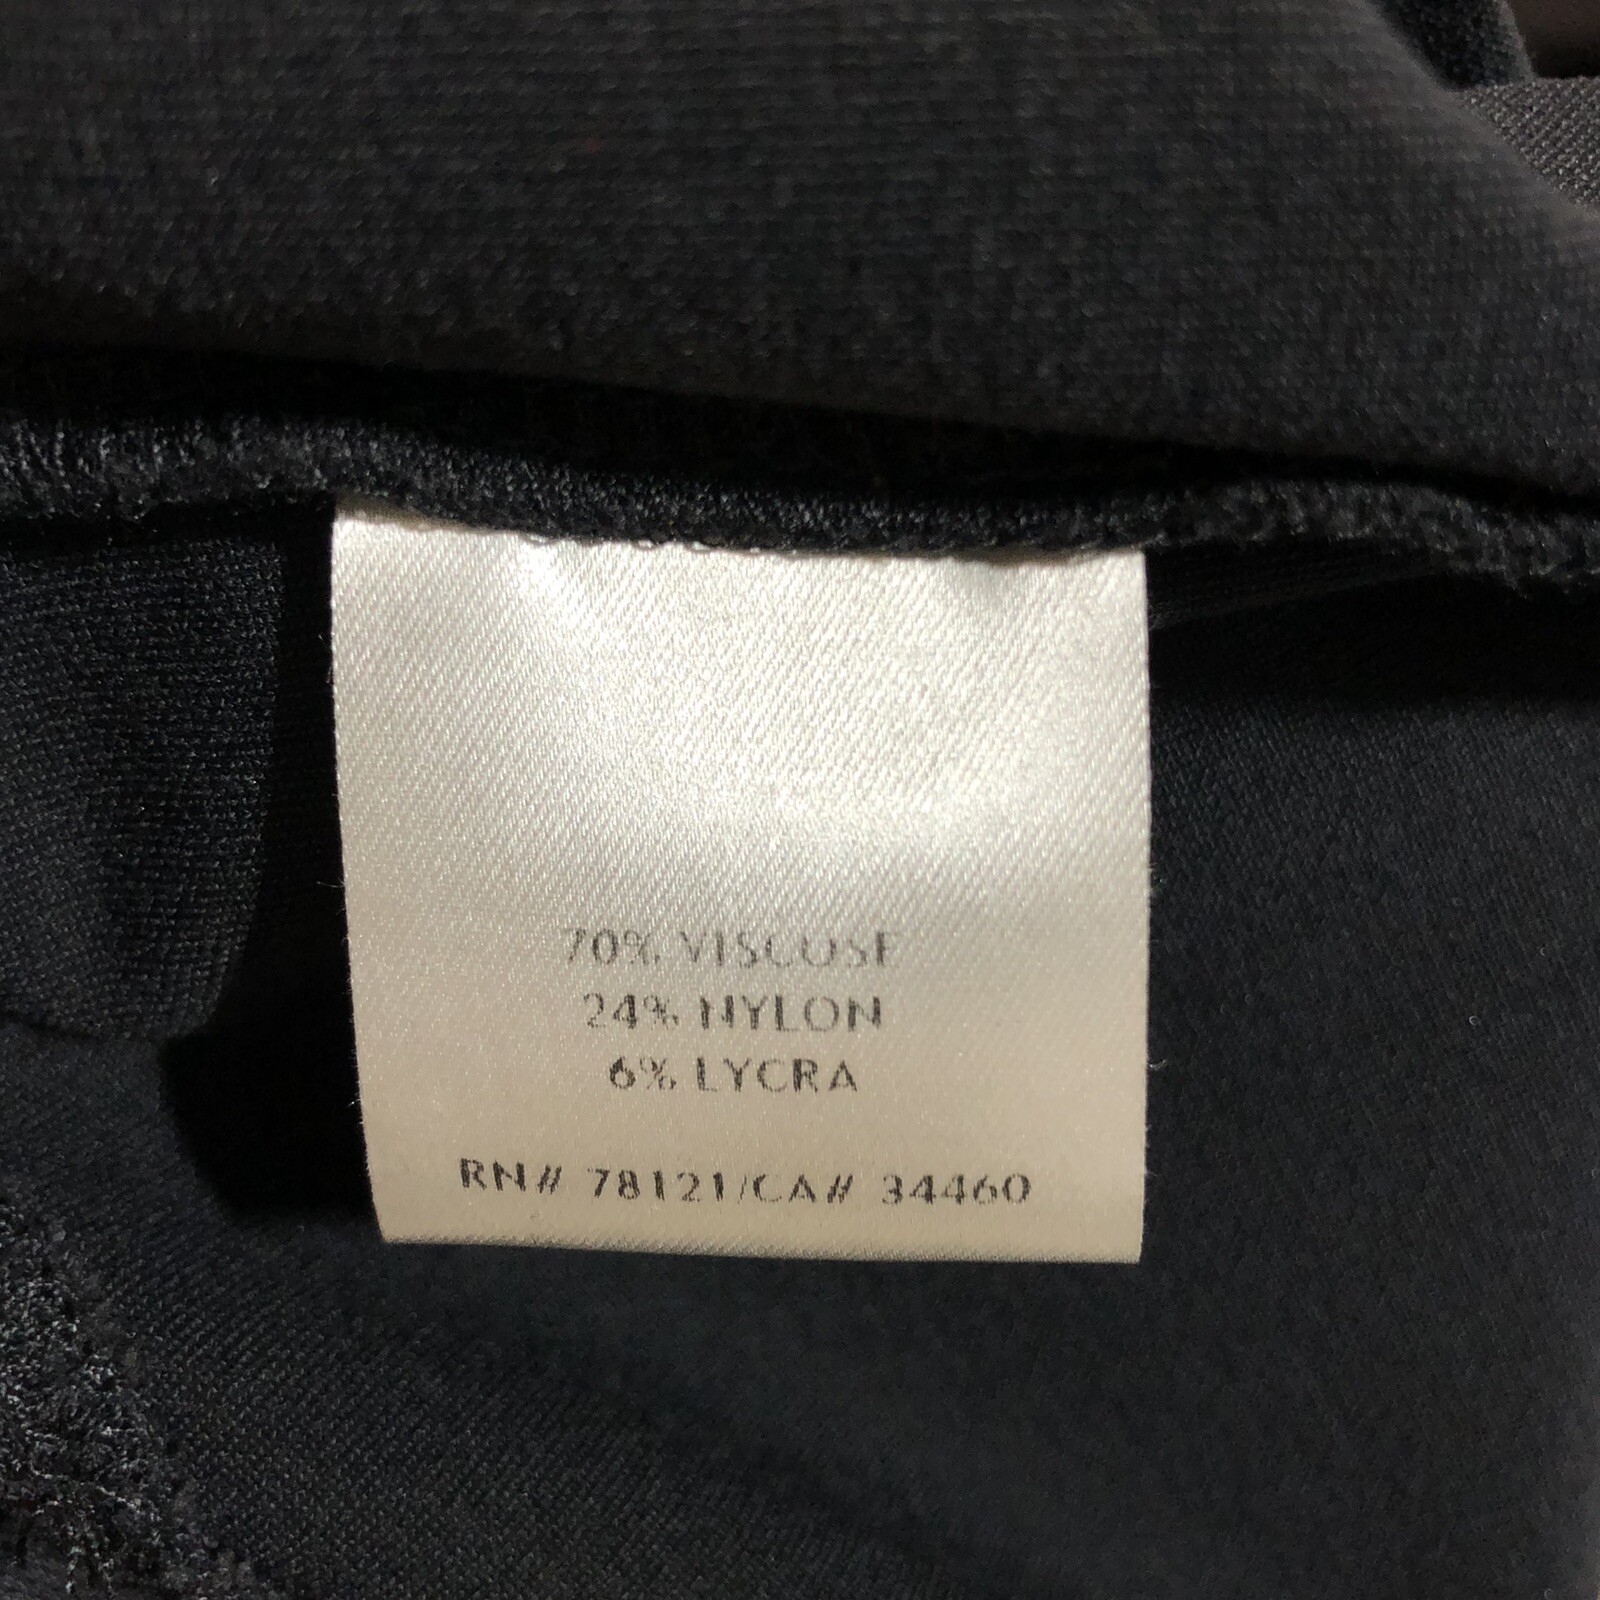 70% VISCOSE
24% NYLON
6% LYCRA
RN# 78121/CA# 34460